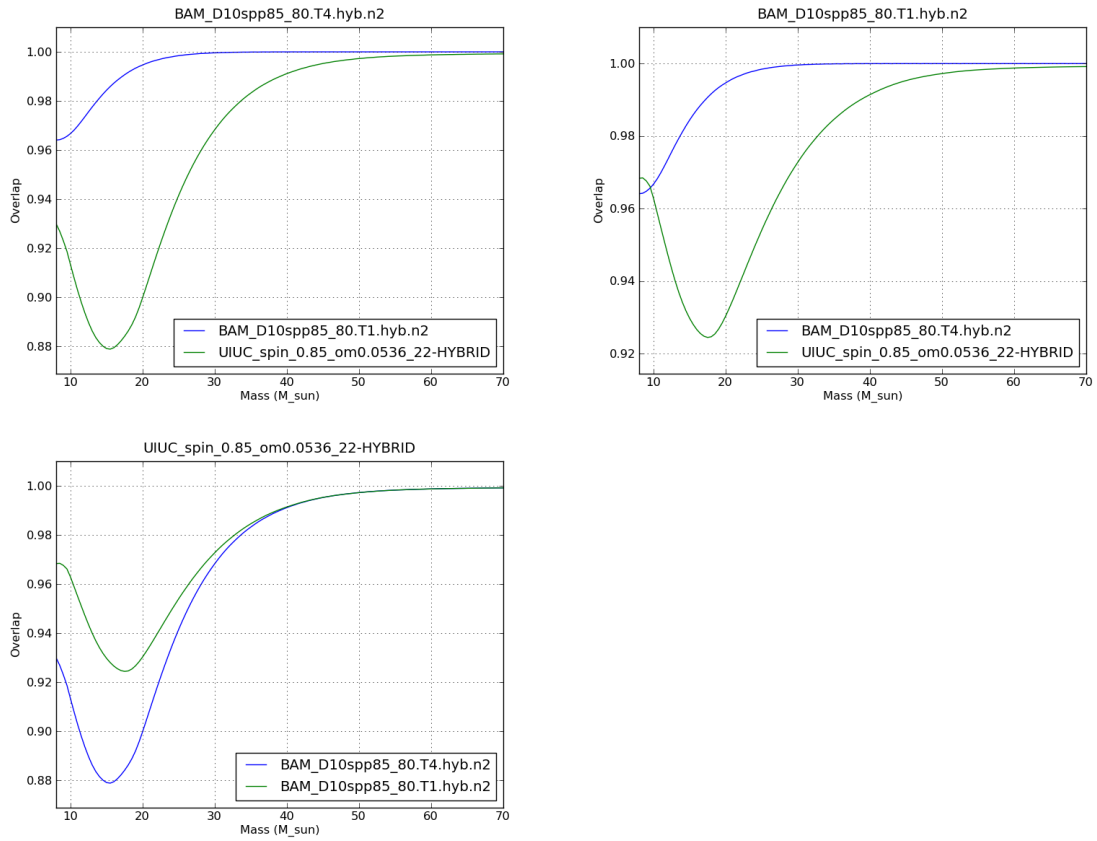 BAM_D10spp85_80.T4.hyb.n2
1.00
0.98
0.96
0.94
0.92
0.90
0.88
Overlap
BAM_D10spp85_80.T1.hyb.n2
UIUC_spin_0.85_om0.0536_22-HYBRID
10 20 30 40 50 60 70
Mass (M_sun)
BAM_D10spp85_80.T1.hyb.n2
1.00
0.98
0.96
0.94
0.92
Overlap
BAM_D10spp85_80.T4.hyb.n2
UIUC_spin_0.85_om0.0536_22-HYBRID
10 20 30 40 50 60 70
Mass (M_sun)
UIUC_spin_0.85_om0.0536_22-HYBRID
1.00
0.98
0.96
0.94
0.92
0.90
0.88
Overlap
BAM_D10spp85_80.T4.hyb.n2
BAM_D10spp85_80.T1.hyb.n2
10 20 30 40 50 60 70
Mass (M_sun)